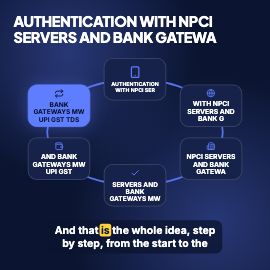 AUTHENTICATION WITH NPCI
SERVERS AND BANK GATEWA
AUTHENTICATION
WITH NPCI SER
WITH NPCI
SERVERS AND
BANK G
NPCI SERVERS
AND BANK
GATEWA
SERVERS AND
BANK
GATEWAYS MW
AND BANK
GATEWAYS MW
UPI GST
BANK
GATEWAYS MW
UPI GST TDS
And that is the whole idea, step
by step, from the start to the